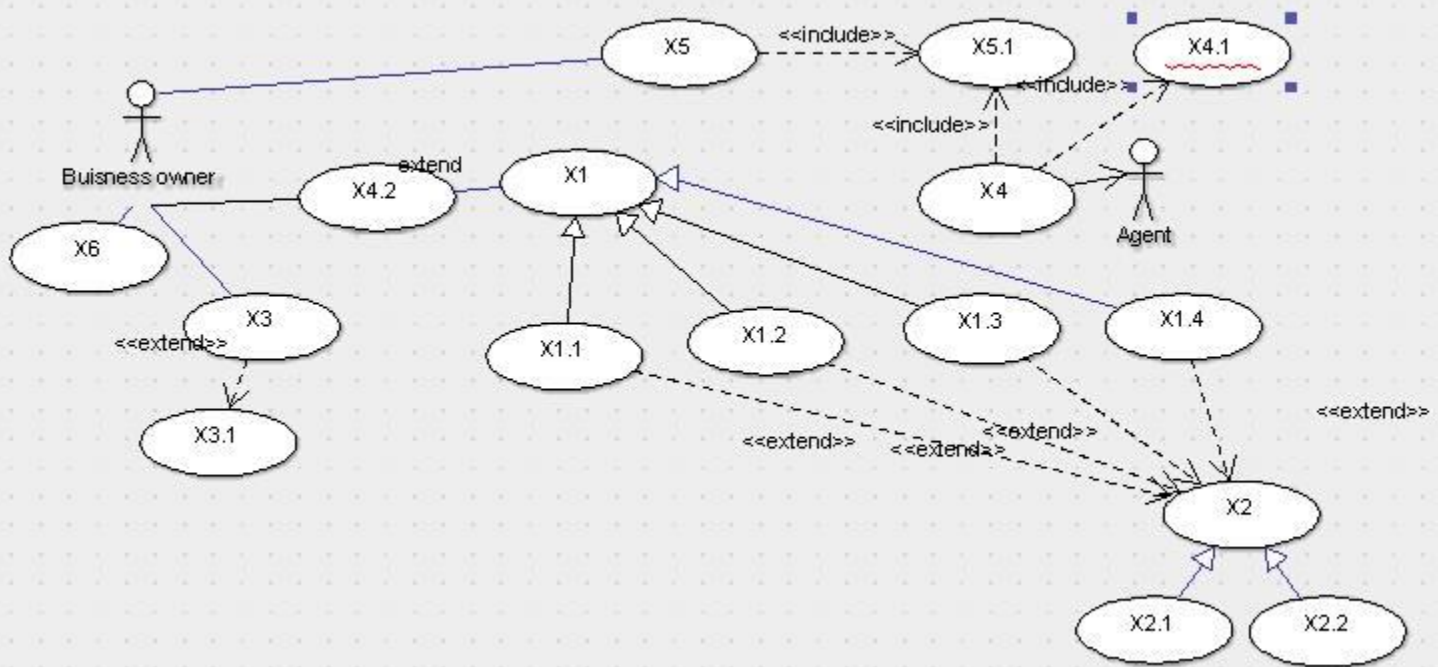 X5
<<include>>
X5.1
X4.1
<<include>>
<<include>>
Buisness owner
X4.2
extend
X1
X4
Agent
X6
X3
<<extend>>
X1.1
X1.2
X1.3
X1.4
X3.1
<<extend>>
<<extend>>
<<extend>>
<<extend>>
X2
X2.1
X2.2